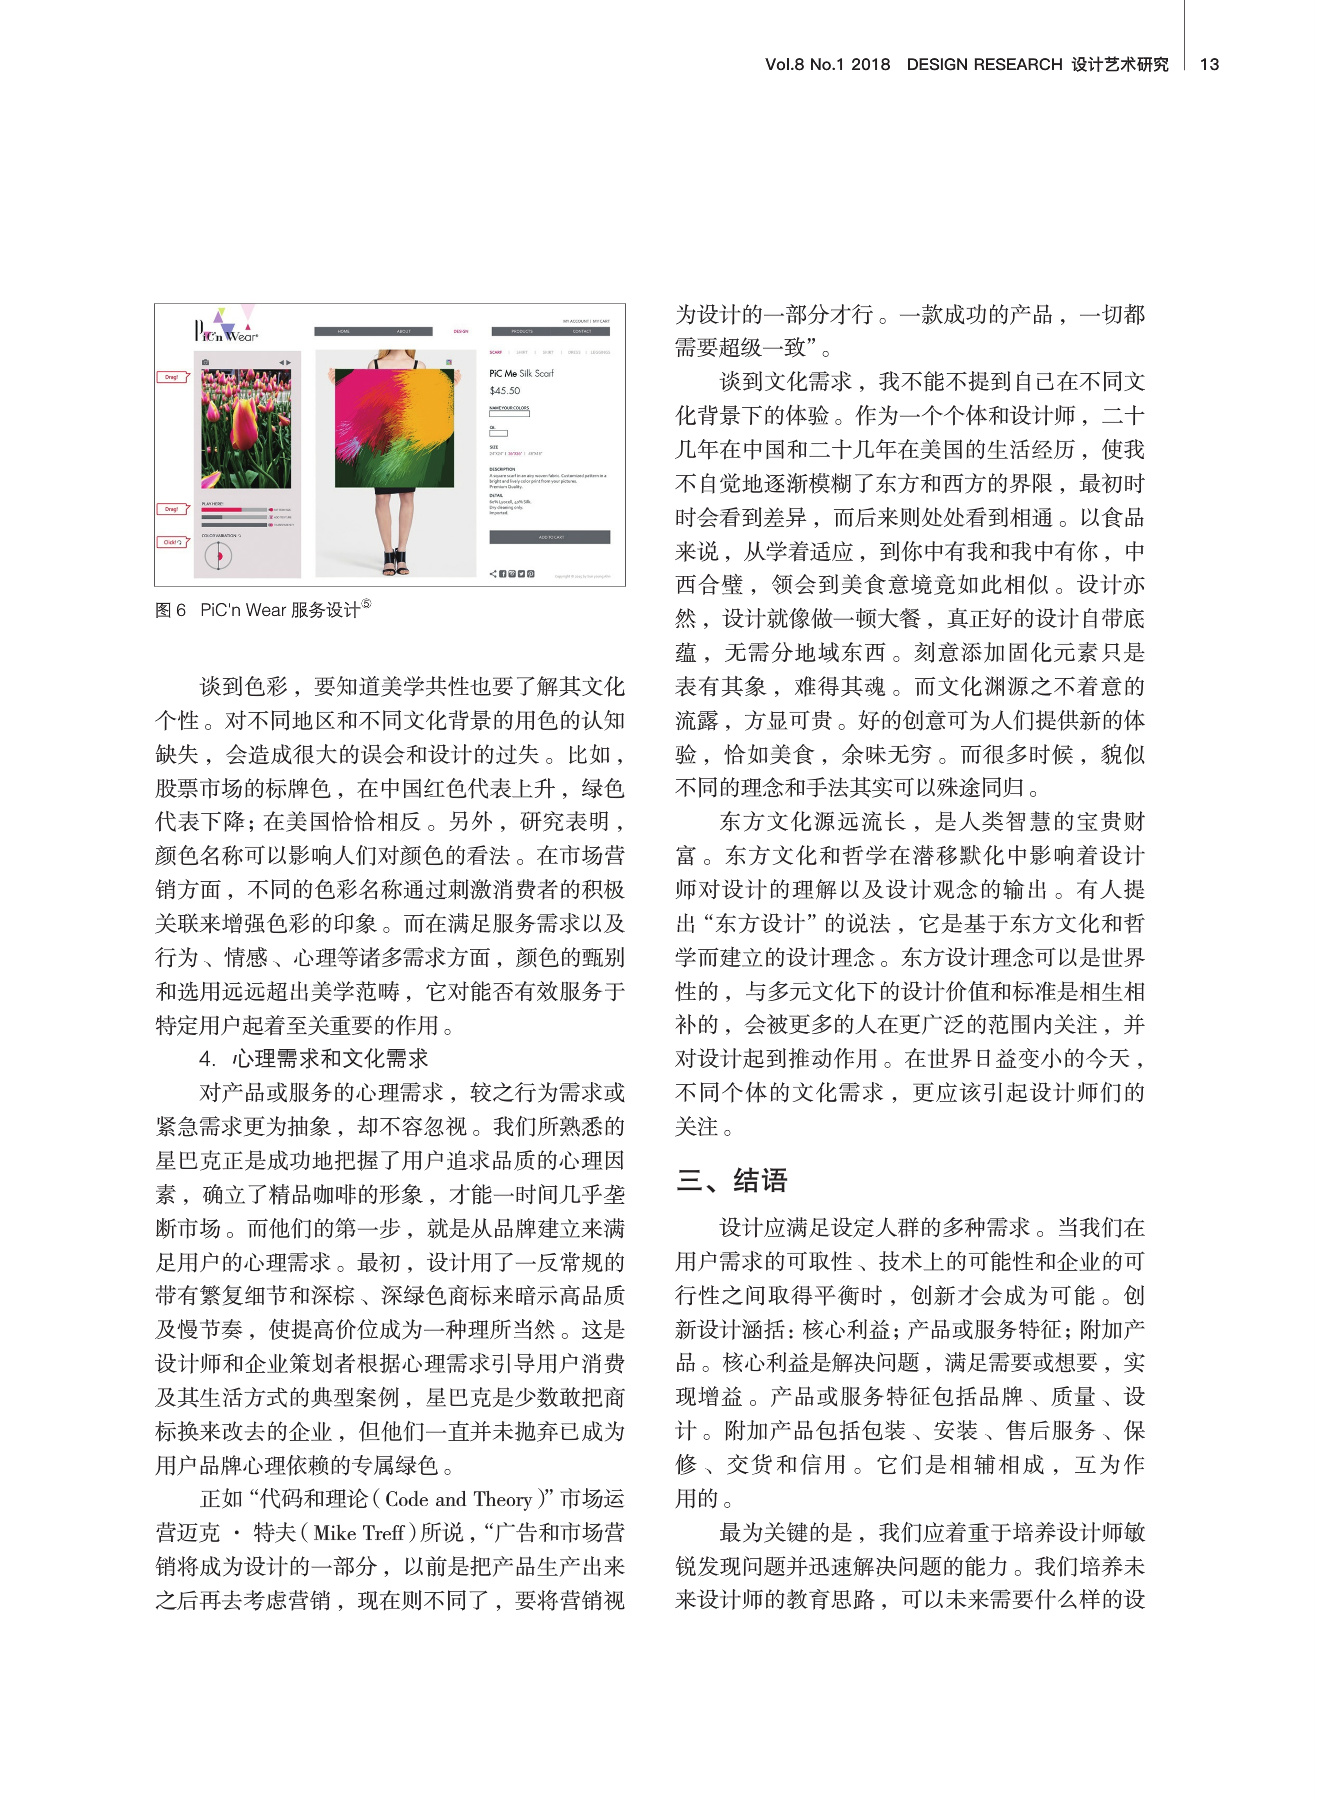 Vol.8 No.1 2018 DESIGN RESEARCH 设计艺术研究 13
PiC'n Wear
MY ACCOUNT / MY CART
HOME ABOUT DESIGN PRODUCTS CONTACT
SCARF | SHIRT | SKIRT | DRESS | LEGGINGS
Drag!
PiC Me Silk Scarf
$45.50
NAME YOUR COLORS
QL
SIZE
DESCRIPTION
A square scarf in an airy woven fabric. Customized pattern in a
bright and lively color print from your pictures.
Premium Quality.
DETAIL
Dry cleaning only.
Imported.
Drag!
PLAY HERE!
COLOR VARIATION
Click!
ADD TO CART
图 6 PiC'n Wear 服务设计⑤
谈到色彩，要知道美学共性也要了解其文化
个性。对不同地区和不同文化背景的用色的认知
缺失，会造成很大的误会和设计的过失。比如，
股票市场的标牌色，在中国红色代表上升，绿色
代表下降；在美国恰恰相反。另外，研究表明，
颜色名称可以影响人们对颜色的看法。在市场营
销方面，不同的色彩名称通过刺激消费者的积极
关联来增强色彩的印象。而在满足服务需求以及
行为、情感、心理等诸多需求方面，颜色的甄别
和选用远远超出美学范畴，它对能否有效服务于
特定用户起着至关重要的作用。
4. 心理需求和文化需求
对产品或服务的心理需求，较之行为需求或
紧急需求更为抽象，却不容忽视。我们所熟悉的
星巴克正是成功地把握了用户追求品质的心理因
素，确立了精品咖啡的形象，才能一时间几乎垄
断市场。而他们的第一步，就是从品牌建立来满
足用户的心理需求。最初，设计用了一反常规的
带有繁复细节和深棕、深绿色商标来暗示高品质
及慢节奏，使提高价位成为一种理所当然。这是
设计师和企业策划者根据心理需求引导用户消费
及其生活方式的典型案例，星巴克是少数敢把商
标换来改去的企业，但他们一直并未抛弃已成为
用户品牌心理依赖的专属绿色。
正如“代码和理论（Code and Theory）”市场运
营迈克·特夫（Mike Treff）所说，“广告和市场营
销将成为设计的一部分，以前是把产品生产出来
之后再去考虑营销，现在则不同了，要将营销视
为设计的一部分才行。一款成功的产品，一切都
需要超级一致”。
谈到文化需求，我不能不提到自己在不同文
化背景下的体验。作为一个个体和设计师，二十
几年在中国和二十几年在美国的生活经历，使我
不自觉地逐渐模糊了东方和西方的界限，最初时
时会看到差异，而后来则处处看到相通。以食品
来说，从学着适应，到你中有我和我中有你，中
西合璧，领会到美食意境竟如此相似。设计亦
然，设计就像做一顿大餐，真正好的设计自带底
蕴，无需分地域东西。刻意添加固化元素只是
表有其象，难得其魂。而文化渊源之不着意的
流露，方显可贵。好的创意可为人们提供新的体
验，恰如美食，余味无穷。而很多时候，貌似
不同的理念和手法其实可以殊途同归。
东方文化源远流长，是人类智慧的宝贵财
富。东方文化和哲学在潜移默化中影响着设计
师对设计的理解以及设计观念的输出。有人提
出“东方设计”的说法，它是基于东方文化和哲
学而建立的设计理念。东方设计理念可以是世界
性的，与多元文化下的设计价值和标准是相生相
补的，会被更多的人在更广泛的范围内关注，并
对设计起到推动作用。在世界日益变小的今天，
不同个体的文化需求，更应该引起设计师们的
关注。
三、结语
设计应满足设定人群的多种需求。当我们在
用户需求的可取性、技术上的可能性和企业的可
行性之间取得平衡时，创新才会成为可能。创
新设计涵括：核心利益；产品或服务特征；附加产
品。核心利益是解决问题，满足需要或想要，实
现增益。产品或服务特征包括品牌、质量、设
计。附加产品包括包装、安装、售后服务、保
修、交货和信用。它们是相辅相成，互为作
用的。
最为关键的是，我们应着重于培养设计师敏
锐发现问题并迅速解决问题的能力。我们培养未
来设计师的教育思路，可以未来需要什么样的设